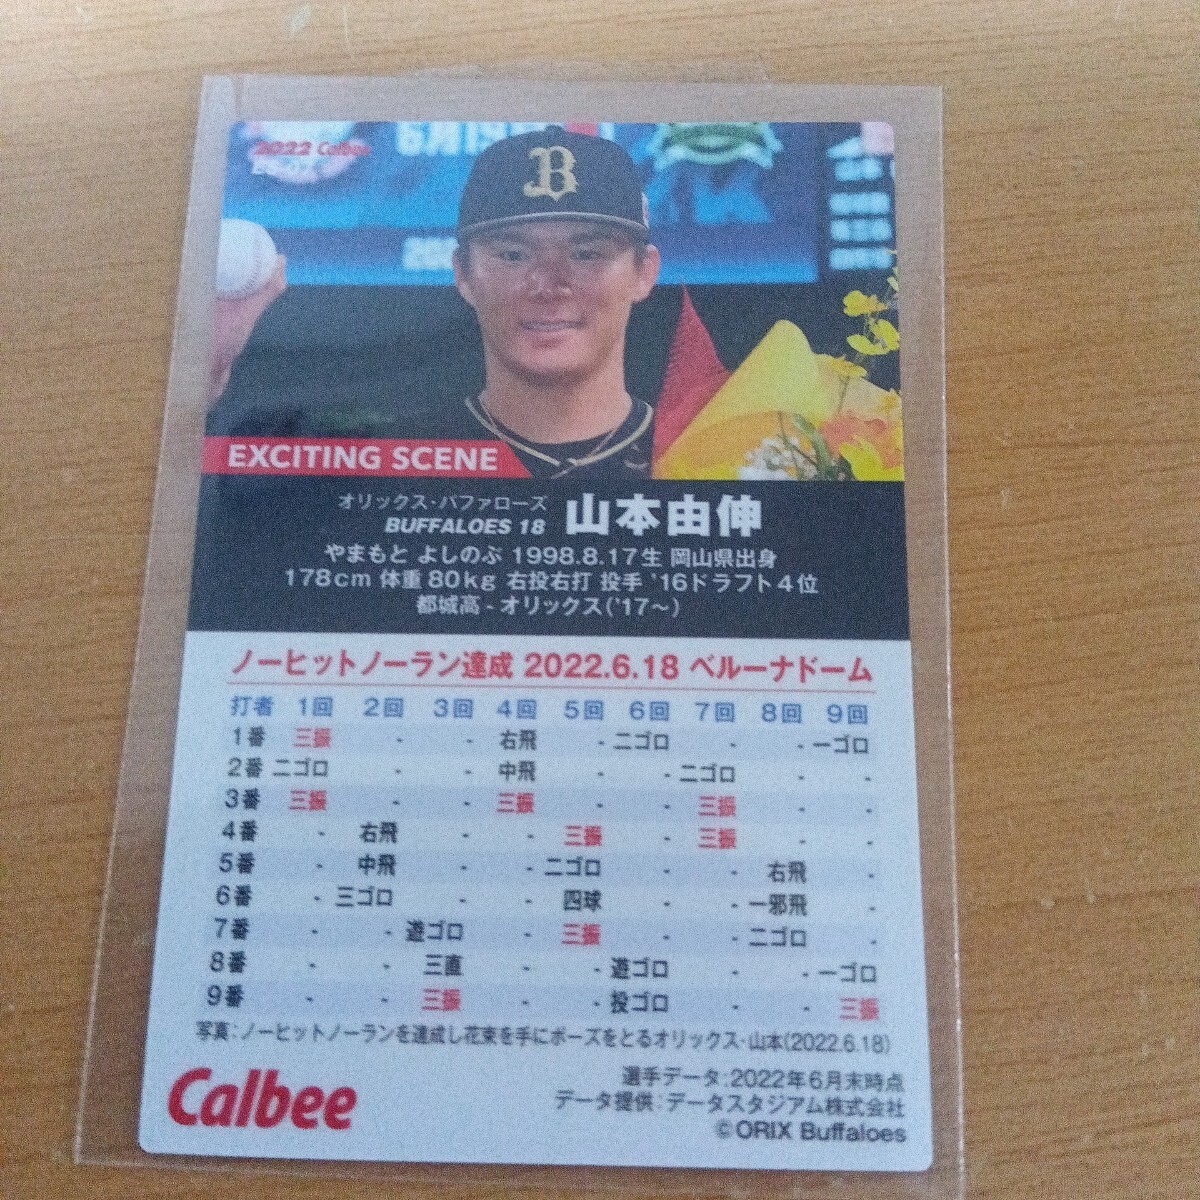 2022 Calbee
6月19
B
EXCITING SCENE
オリックス・バファローズ
BUFFALOES 18 山本由伸
やまもと よしのぶ 1998.8.17生 岡山県出身
178cm 体重80kg 右投右打 投手 '16ドラフト4位
都城高-オリックス('17〜)
ノーヒットノーラン達成 2022.6.18 ベルーナドーム
打者 1回 2回 3回 4回 5回 6回 7回 8回 9回
1番 三振 - - 右飛 - 二ゴロ - - 一ゴロ
2番 二ゴロ - - 中飛 - - 二ゴロ - -
3番 三振 - - 三振 - - 三振 - -
4番 - 右飛 - - 三振 - 三振 - -
5番 - 中飛 - - 二ゴロ - - 右飛 -
6番 - 三ゴロ - - 四球 - - 一邪飛 -
7番 - - 遊ゴロ - 三振 - - 二ゴロ -
8番 - - 三直 - - 遊ゴロ - - 一ゴロ
9番 - - 三振 - - 投ゴロ - - 三振
写真:ノーヒットノーランを達成し花束を手にポーズをとるオリックス・山本(2022.6.18)
Calbee
選手データ:2022年6月末時点
データ提供:データスタジアム株式会社
©ORIX Buffaloes